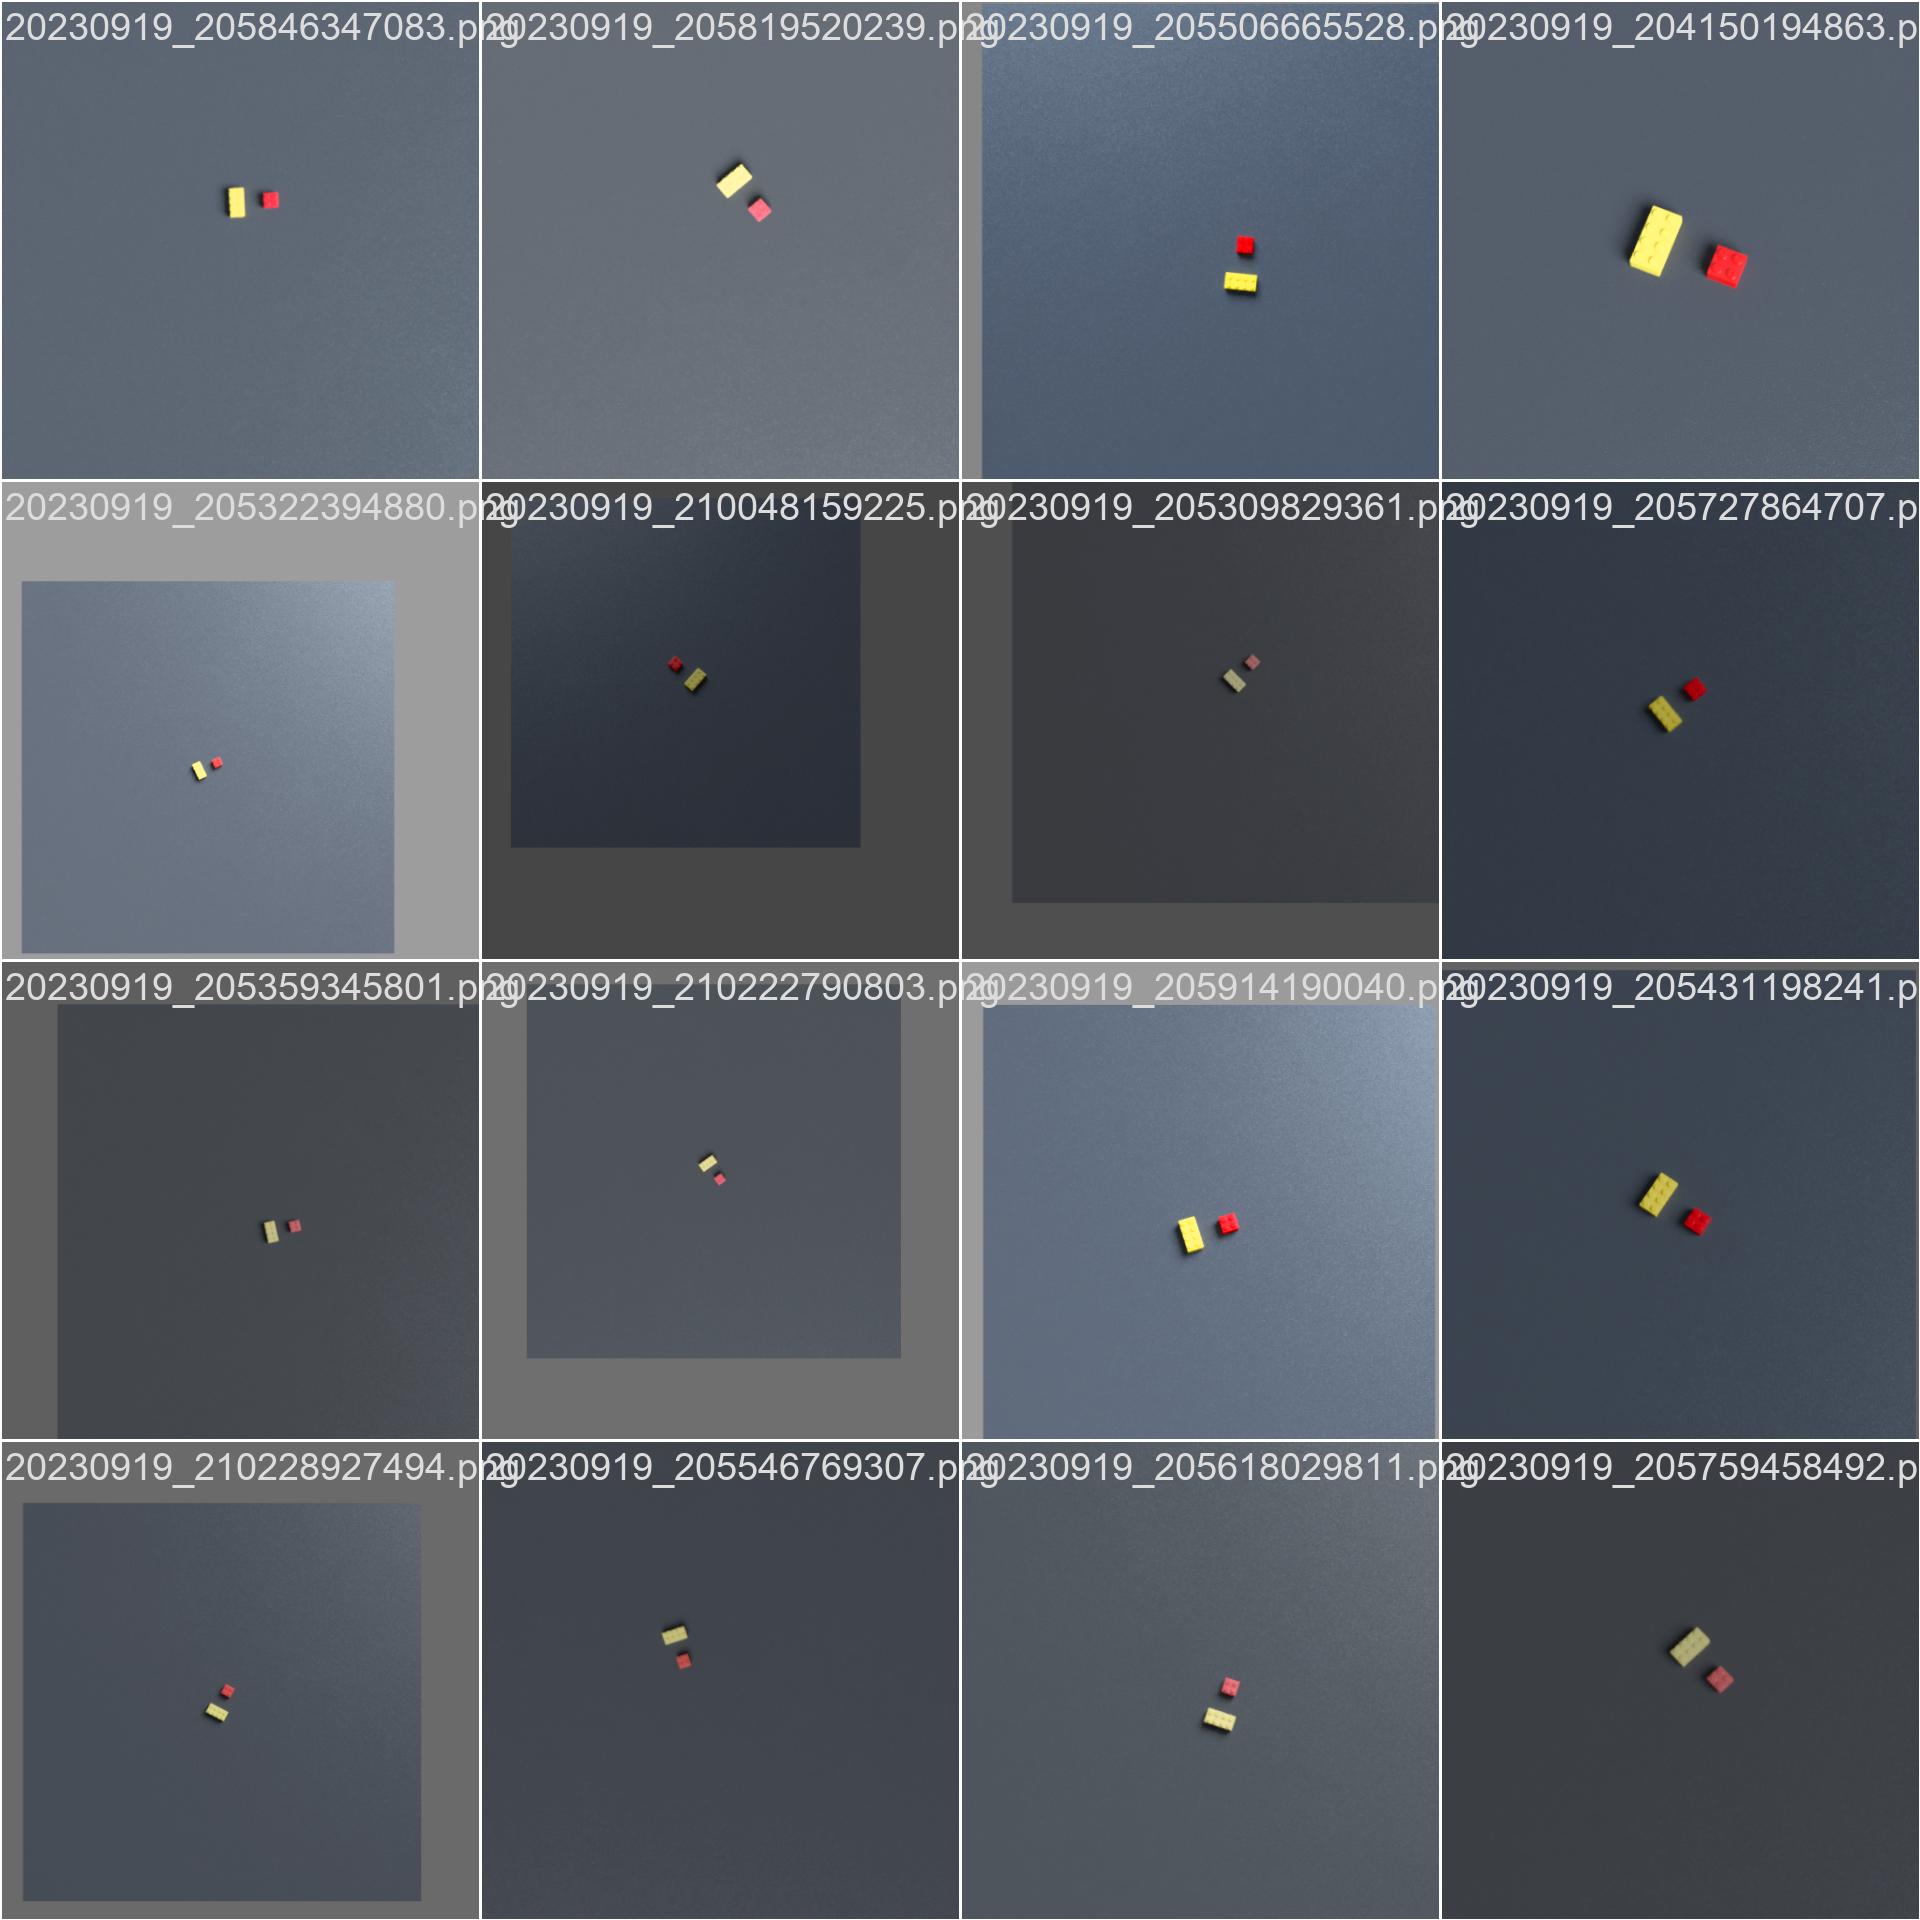 20230919_205846347083.png
20230919_205819520239.png
20230919_205506665528.png
20230919_204150194863.p
20230919_205322394880.png
20230919_210048159225.png
20230919_205309829361.png
20230919_205727864707.p
20230919_205359345801.png
20230919_210222790803.png
20230919_205914190040.png
20230919_205431198241.p
20230919_210228927494.png
20230919_205546769307.png
20230919_205618029811.png
20230919_205759458492.p